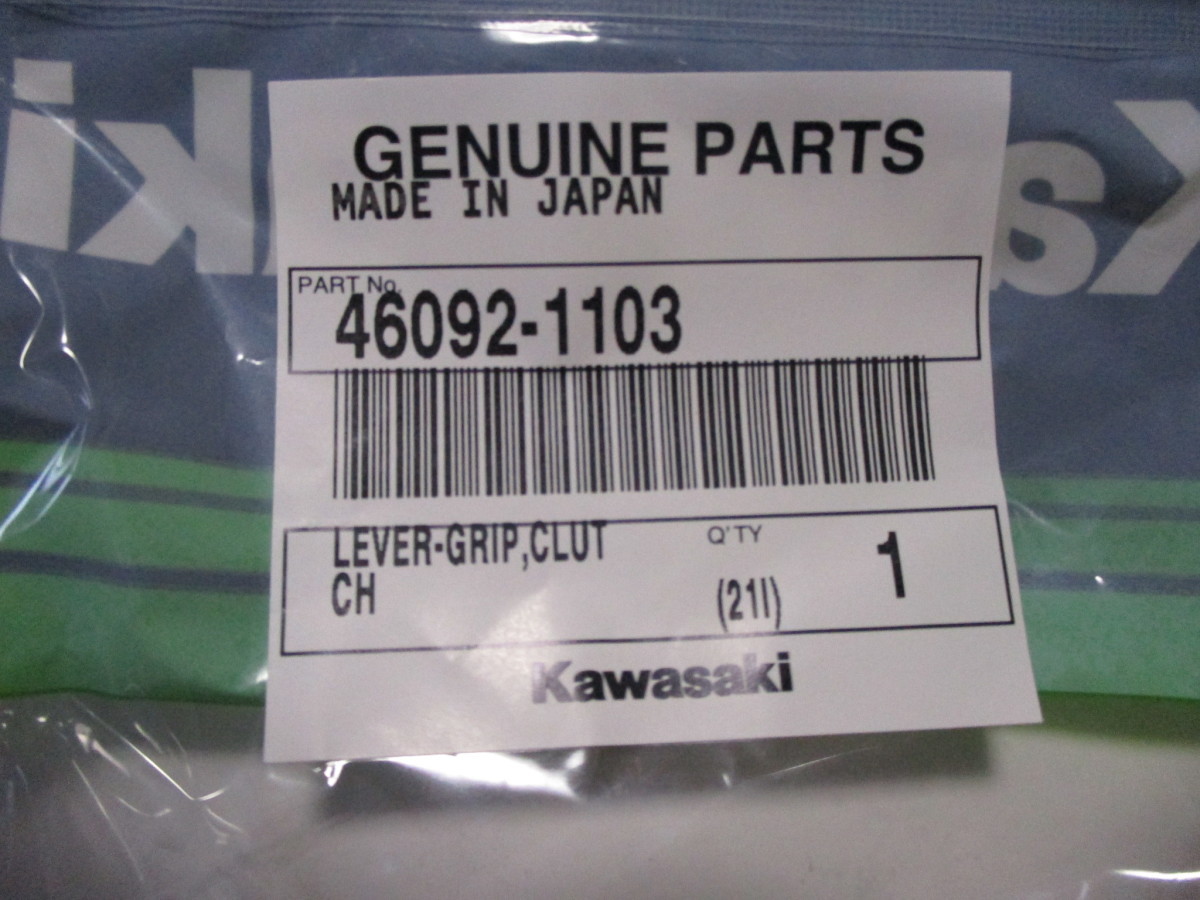 GENUINE PARTS
MADE IN JAPAN
PART No.
46092-1103
LEVER-GRIP,CLUT
CH
Q'TY
(21I)
1
Kawasaki